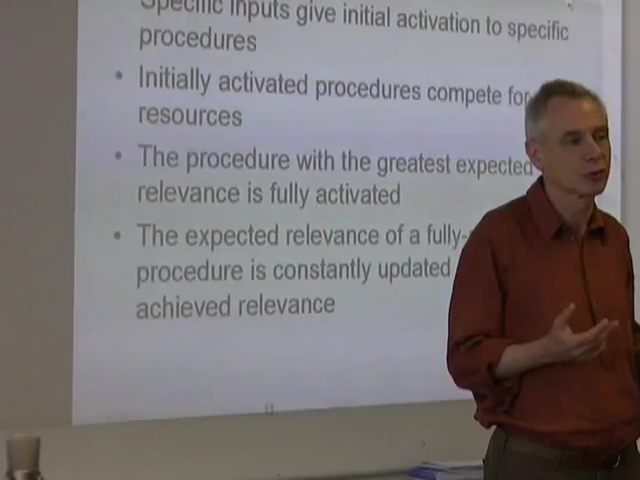 Specific inputs give initial activation to specific
procedures
• Initially activated procedures compete for
resources
• The procedure with the greatest expected
relevance is fully activated
• The expected relevance of a fully-
procedure is constantly updated
achieved relevance